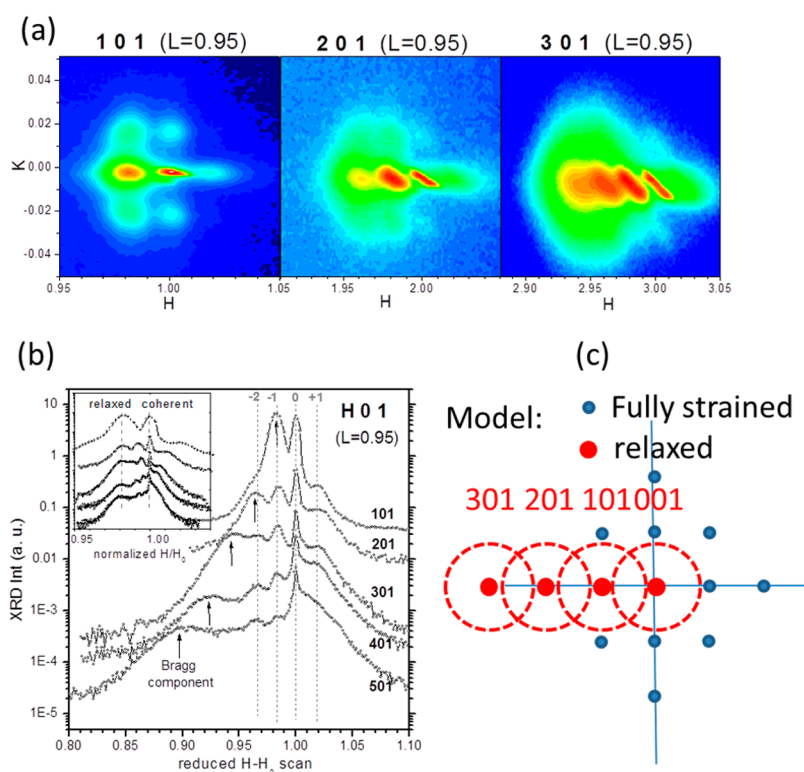 (a)
1 0 1 (L=0.95) 2 0 1 (L=0.95) 3 0 1 (L=0.95)
K
0.04
0.02
0.00
-0.02
-0.04
0.95 1.00 1.05 1.95 2.00 2.90 2.95 3.00 3.05
H H H
(b)
XRD Int (a. u.)
10
1
0.1
0.01
1E-3
1E-4
1E-5
relaxed coherent
0.95 1.00
normalized H/H0
-2 -1 0 +1
H 0 1
(L=0.95)
101
201
301
401
501
Bragg
component
0.80 0.85 0.90 0.95 1.00 1.05 1.10
reduced H-H scan
(c)
Model:
Fully strained
relaxed
301 201 101 001